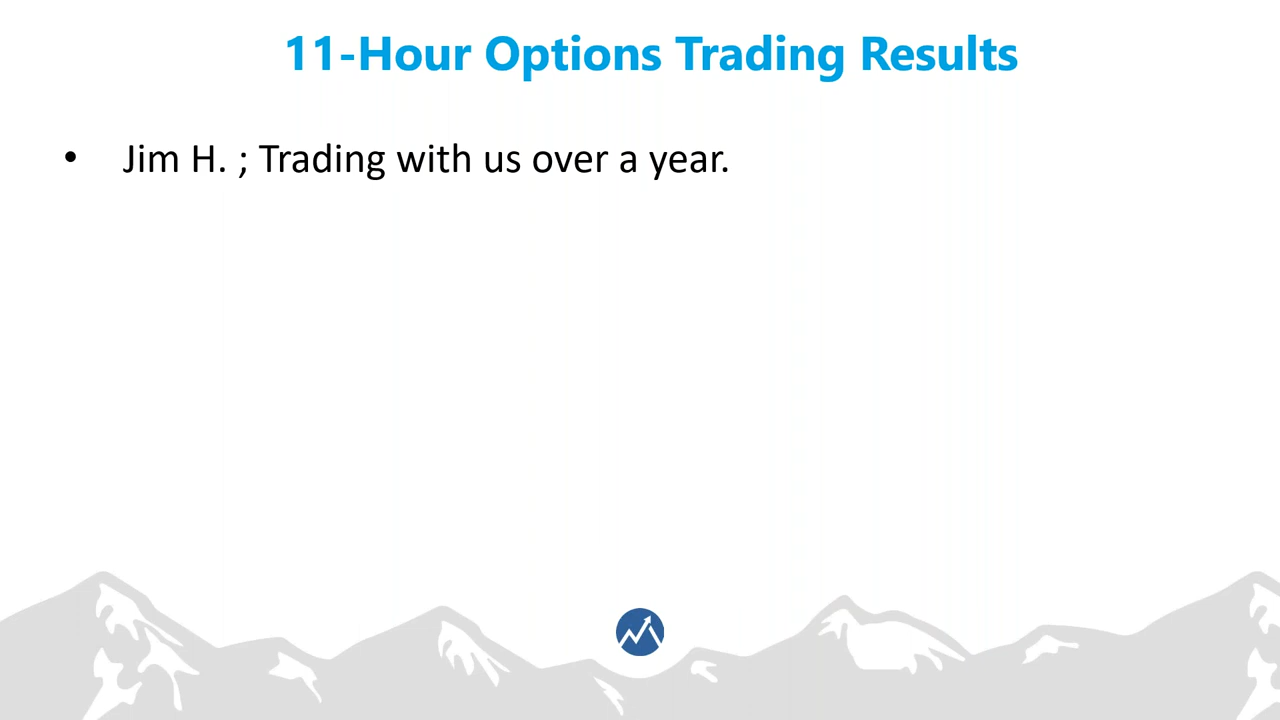 11-Hour Options Trading Results
• Jim H. ; Trading with us over a year.